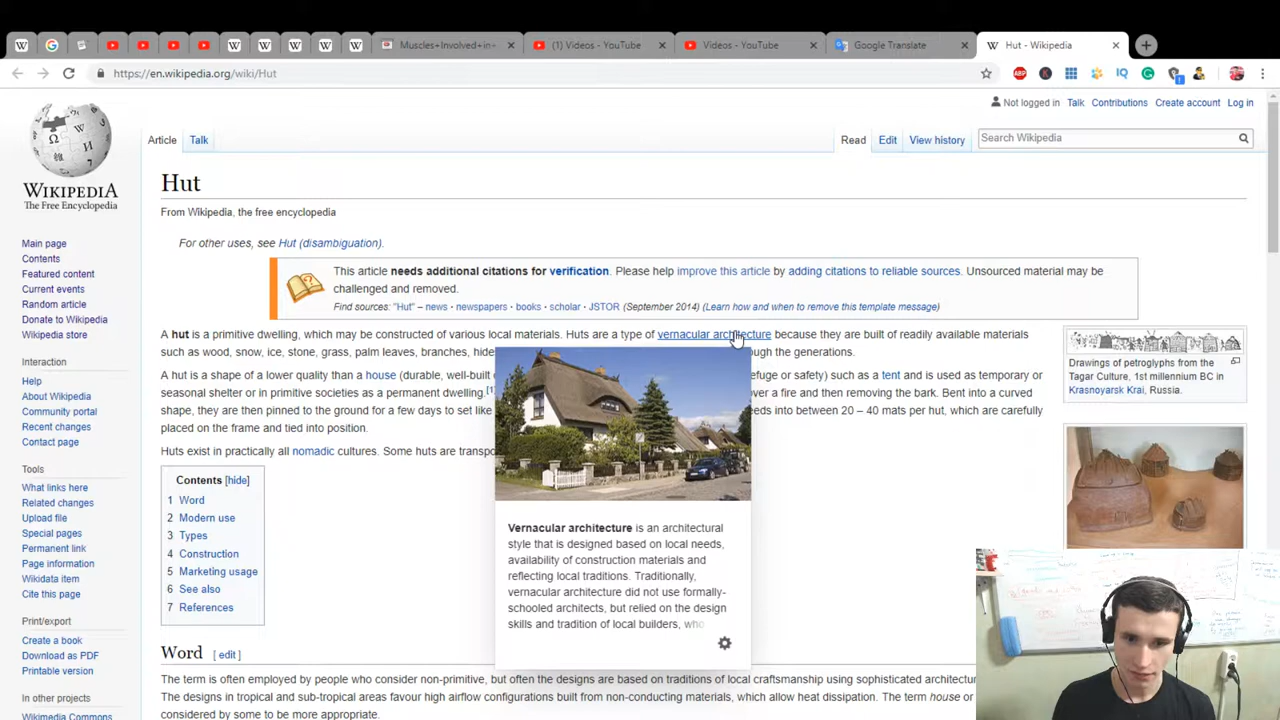 Muscles+Involved+in+
(1) Videos - YouTube
Videos - YouTube
Google Translate
Hut - Wikipedia
https://en.wikipedia.org/wiki/Hut
Not logged in Talk Contributions Create account Log in
Article Talk Read Edit View history Search Wikipedia
WIKIPEDIA
The Free Encyclopedia
Main page
Contents
Featured content
Current events
Random article
Donate to Wikipedia
Wikipedia store
Interaction
Help
About Wikipedia
Community portal
Recent changes
Contact page
Tools
What links here
Related changes
Upload file
Special pages
Permanent link
Page information
Wikidata item
Cite this page
Print/export
Create a book
Download as PDF
Printable version
In other projects
Wikimedia Commons
Hut
From Wikipedia, the free encyclopedia
For other uses, see Hut (disambiguation).
This article needs additional citations for verification. Please help improve this article by adding citations to reliable sources. Unsourced material may be
challenged and removed.
Find sources: "Hut" – news · newspapers · books · scholar · JSTOR (September 2014) (Learn how and when to remove this template message)
A hut is a primitive dwelling, which may be constructed of various local materials. Huts are a type of vernacular architecture because they are built of readily available materials
such as wood, snow, ice, stone, grass, palm leaves, branches, hide ough the generations.
A hut is a shape of a lower quality than a house (durable, well-built efuge or safety) such as a tent and is used as temporary or
seasonal shelter or in primitive societies as a permanent dwelling.[1] over a fire and then removing the bark. Bent into a curved
shape, they are then pinned to the ground for a few days to set like eeds into between 20 – 40 mats per hut, which are carefully
placed on the frame and tied into position.
Huts exist in practically all nomadic cultures. Some huts are transpo
Contents [hide]
1 Word
2 Modern use
3 Types
4 Construction
5 Marketing usage
6 See also
7 References
Vernacular architecture is an architectural
style that is designed based on local needs,
availability of construction materials and
reflecting local traditions. Traditionally,
vernacular architecture did not use formally-
schooled architects, but relied on the design
skills and tradition of local builders, who
Drawings of petroglyphs from the
Tagar Culture, 1st millennium BC in
Krasnoyarsk Krai, Russia.
Word [ edit ]
The term is often employed by people who consider non-primitive, but often the designs are based on traditions of local craftsmanship using sophisticated architectur
The designs in tropical and sub-tropical areas favour high airflow configurations built from non-conducting materials, which allow heat dissipation. The term house or
considered by some to be more appropriate.